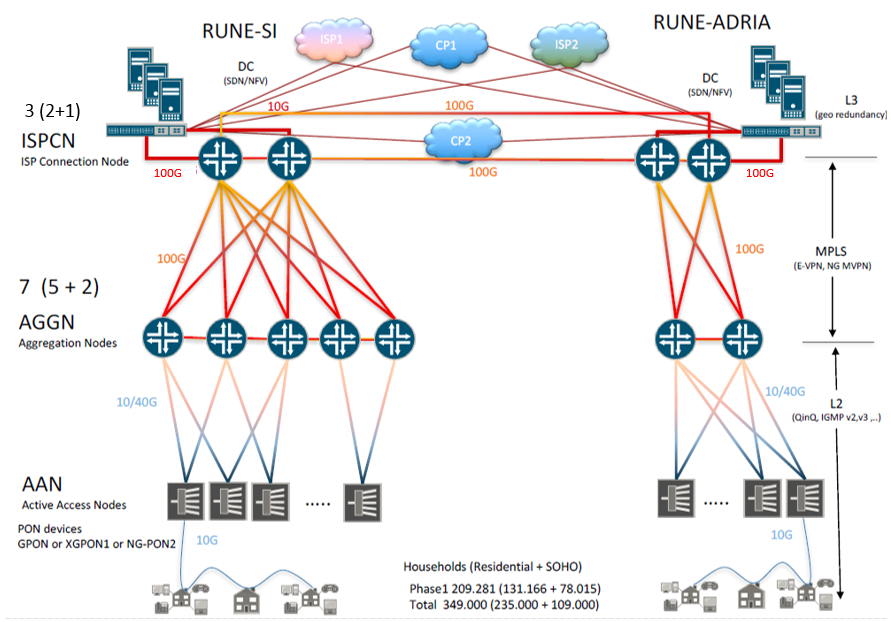 RUNE-SI
RUNE-ADRIA
ISP1
CP1
ISP2
DC
(SDN/NFV)
DC
(SDN/NFV)
3 (2+1)
10G
100G
L3
(geo redundancy)
ISPCN
ISP Connection Node
CP2
100G
100G
100G
100G
100G
MPLS
(E-VPN, NG MVPN)
7 (5 + 2)
AGGN
Aggregation Nodes
10/40G
10/40G
L2
(QinQ, IGMP v2,v3 ,..)
AAN
Active Access Nodes
.....
.....
PON devices
GPON or XGPON1 or NG-PON2
10G
10G
Households (Residential + SOHO)
Phase1 209.281 (131.166 + 78.015)
Total 349.000 (235.000 + 109.000)